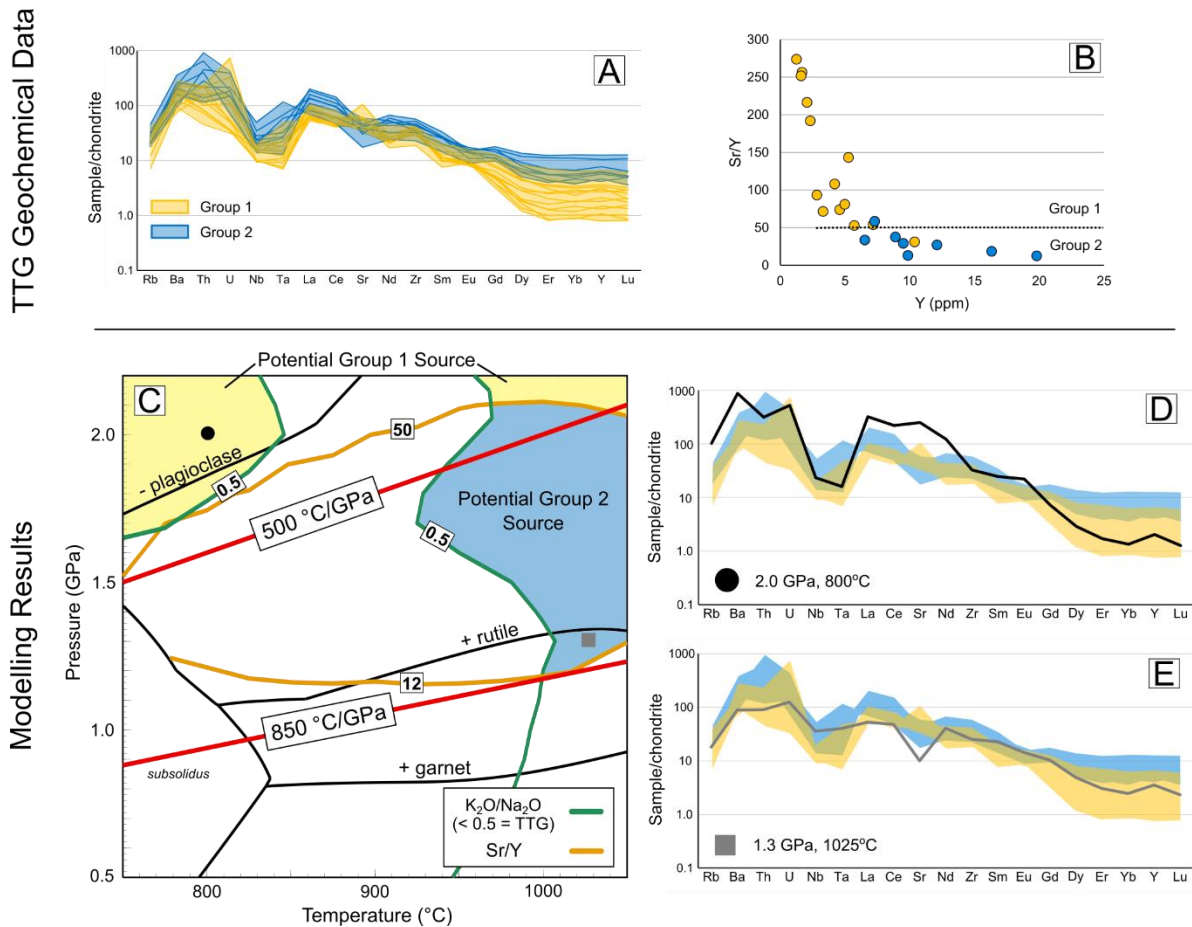 TTG Geochemical Data
A
1000
100
10
1.0
0.1
Sample/chondrite
Group 1
Group 2
Rb Ba Th U Nb Ta La Ce Sr Nd Zr Sm Eu Gd Dy Er Yb Y Lu
B
300
250
200
150
100
50
0
Sr/Y
Group 1
Group 2
0 5 10 15 20 25
Y (ppm)
Modelling Results
Potential Group 1 Source
C
2.0
1.5
1.0
0.5
Pressure (GPa)
50
- plagioclase
0.5
500 °C/GPa
Potential Group 2
Source
0.5
+ rutile
12
850 °C/GPa
subsolidus
+ garnet
K₂O/Na₂O
(< 0.5 = TTG)
Sr/Y
800 900 1000
Temperature (°C)
D
1000
100
10
1.0
0.1
Sample/chondrite
2.0 GPa, 800ºC
Rb Ba Th U Nb Ta La Ce Sr Nd Zr Sm Eu Gd Dy Er Yb Y Lu
E
1000
100
10
1.0
0.1
Sample/chondrite
1.3 GPa, 1025ºC
Rb Ba Th U Nb Ta La Ce Sr Nd Zr Sm Eu Gd Dy Er Yb Y Lu